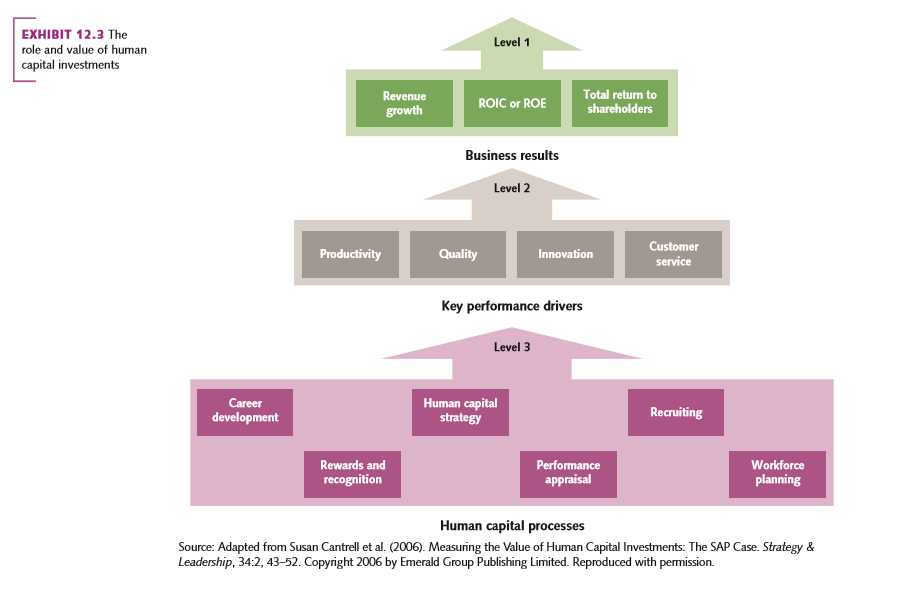 EXHIBIT 12.3 The
role and value of human
capital investments
Level 1
Revenue
growth
ROIC or ROE
Total return to
shareholders
Business results
Level 2
Productivity
Quality
Innovation
Customer
service
Key performance drivers
Level 3
Career
development
Human capital
strategy
Recruiting
Rewards and
recognition
Performance
appraisal
Workforce
planning
Human capital processes
Source: Adapted from Susan Cantrell et al. (2006). Measuring the Value of Human Capital Investments: The SAP Case. Strategy &
Leadership, 34:2, 43–52. Copyright 2006 by Emerald Group Publishing Limited. Reproduced with permission.